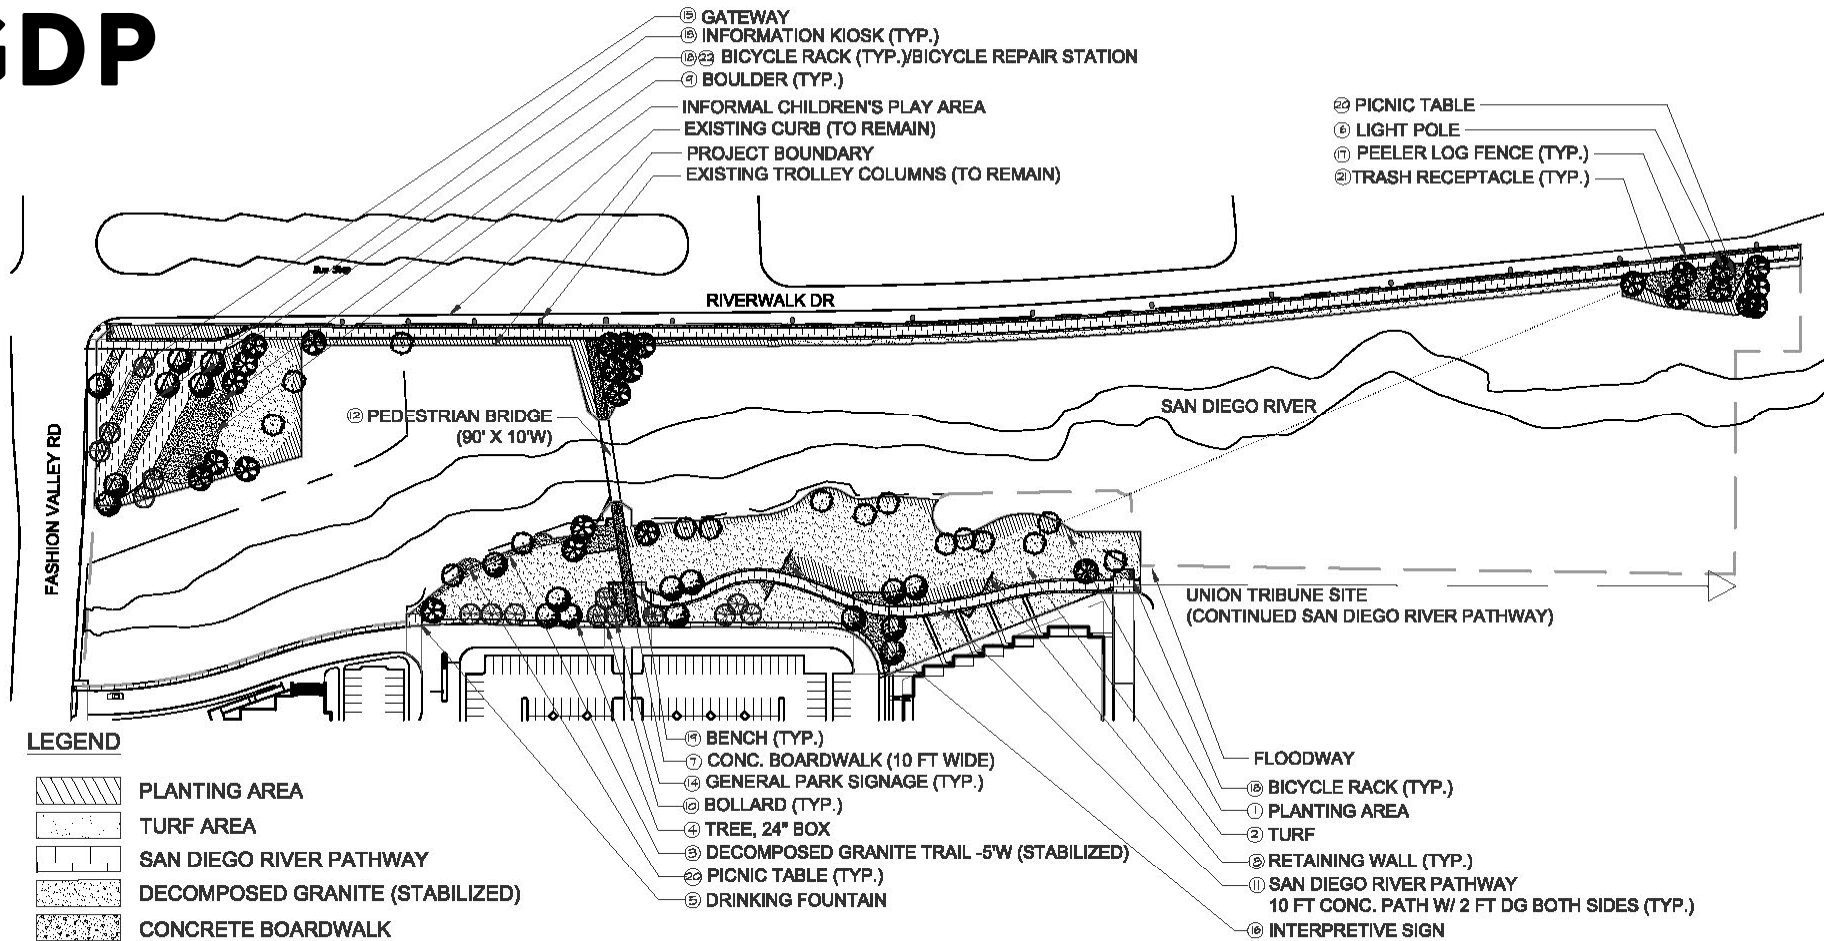 GDP
⑮ GATEWAY
⑬ INFORMATION KIOSK (TYP.)
⑱㉒ BICYCLE RACK (TYP.)/BICYCLE REPAIR STATION
⑨ BOULDER (TYP.)
INFORMAL CHILDREN'S PLAY AREA
EXISTING CURB (TO REMAIN)
PROJECT BOUNDARY
EXISTING TROLLEY COLUMNS (TO REMAIN)
⑳ PICNIC TABLE
⑥ LIGHT POLE
⑰ PEELER LOG FENCE (TYP.)
㉑ TRASH RECEPTACLE (TYP.)
Bus Stop
RIVERWALK DR
⑫ PEDESTRIAN BRIDGE
(90' X 10'W)
SAN DIEGO RIVER
FASHION VALLEY RD
UNION TRIBUNE SITE
(CONTINUED SAN DIEGO RIVER PATHWAY)
LEGEND
PLANTING AREA
TURF AREA
SAN DIEGO RIVER PATHWAY
DECOMPOSED GRANITE (STABILIZED)
CONCRETE BOARDWALK
⑲ BENCH (TYP.)
⑦ CONC. BOARDWALK (10 FT WIDE)
⑭ GENERAL PARK SIGNAGE (TYP.)
⑩ BOLLARD (TYP.)
④ TREE, 24" BOX
③ DECOMPOSED GRANITE TRAIL -5'W (STABILIZED)
⑳ PICNIC TABLE (TYP.)
⑤ DRINKING FOUNTAIN
FLOODWAY
⑱ BICYCLE RACK (TYP.)
① PLANTING AREA
② TURF
RETAINING WALL (TYP.)
⑪ SAN DIEGO RIVER PATHWAY
10 FT CONC. PATH W/ 2 FT DG BOTH SIDES (TYP.)
⑯ INTERPRETIVE SIGN